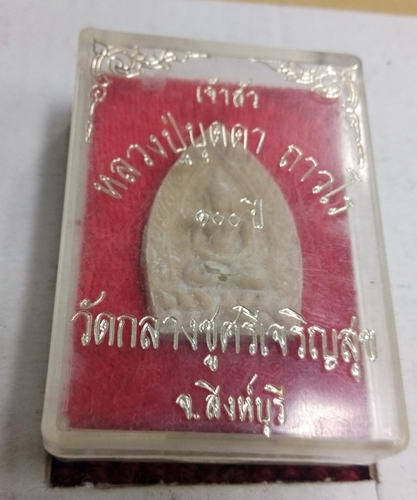 เจ้าสัว
หลวงปู่บุดดา ถาวโร
๑๐๐ ปี
วัดกลางชูศรีเจริญสุข
จ.สิงห์บุรี